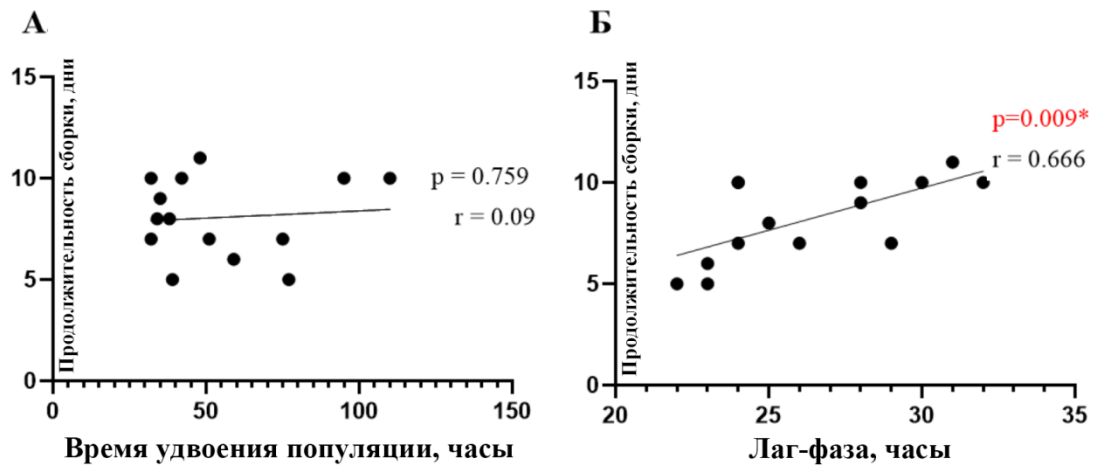 А
Продолжительность сборки, дни
15
10
5
0
p = 0.759
r = 0.09
0
50
100
150
Время удвоения популяции, часы
Б
Продолжительность сборки, дни
15
10
5
0
p=0.009*
r = 0.666
20
25
30
35
Лаг-фаза, часы